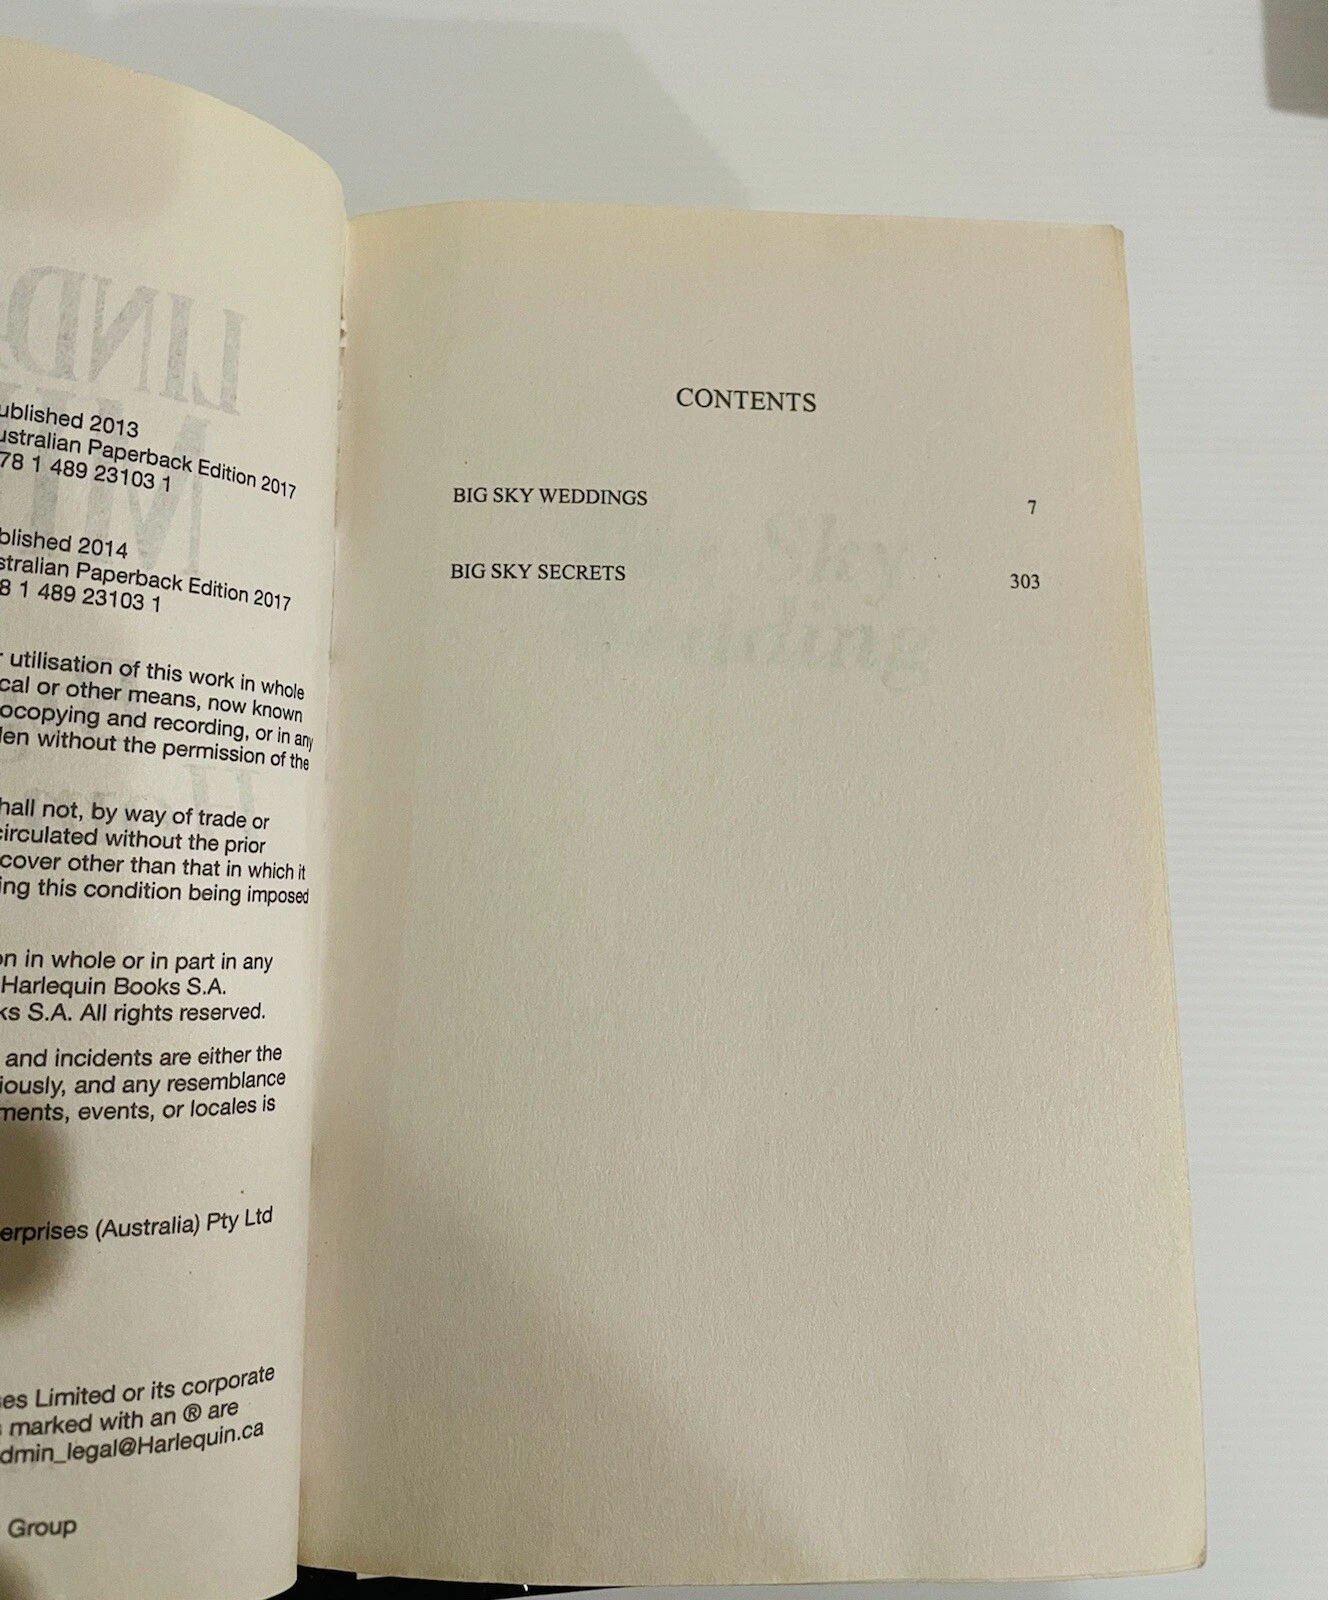 ublished 2013
ustralian Paperback Edition 2017
78 1 489 23103 1
blished 2014
stralian Paperback Edition 2017
8 1 489 23103 1
r utilisation of this work in whole
cal or other means, now known
ocopying and recording, or in any
den without the permission of the
hall not, by way of trade or
circulated without the prior
cover other than that in which it
ing this condition being imposed
on in whole or in part in any
Harlequin Books S.A.
ks S.A. All rights reserved.
and incidents are either the
iously, and any resemblance
ments, events, or locales is
erprises (Australia) Pty Ltd
ses Limited or its corporate
s marked with an ® are
dmin_legal@Harlequin.ca
Group
CONTENTS
BIG SKY WEDDINGS 7
BIG SKY SECRETS 303